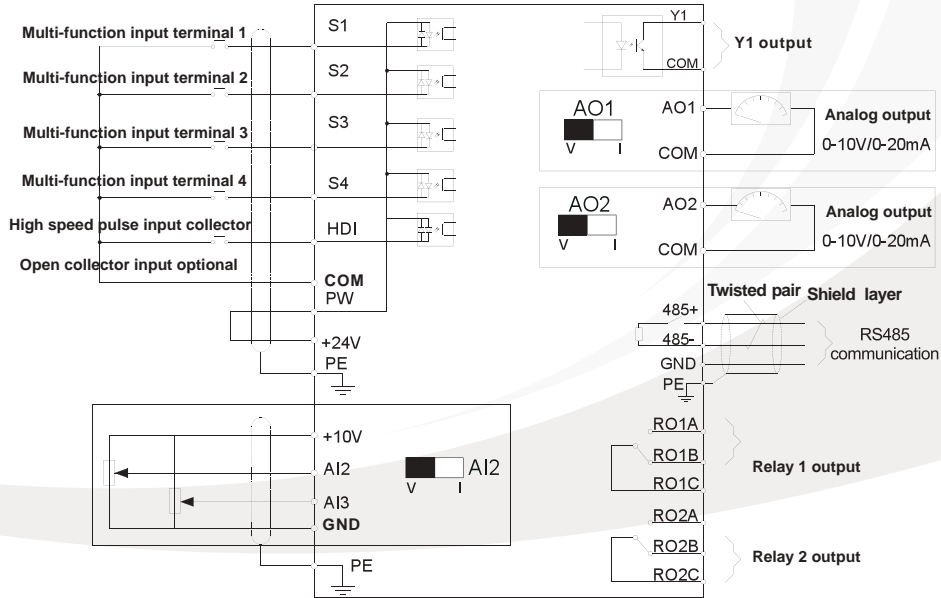 Multi-function input terminal 1
S1
Multi-function input terminal 2
S2
Multi-function input terminal 3
S3
Multi-function input terminal 4
S4
High speed pulse input collector
HDI
Open collector input optional
COM
PW
+24V
PE
+10V
AI2
AI3
GND
V I
AI2
PE
Y1
COM
Y1 output
AO1
V I
AO1
COM
Analog output
0-10V/0-20mA
AO2
V I
AO2
COM
Analog output
0-10V/0-20mA
Twisted pair Shield layer
485+
485-
GND
PE
RS485
communication
RO1A
RO1B
RO1C
Relay 1 output
RO2A
RO2B
RO2C
Relay 2 output